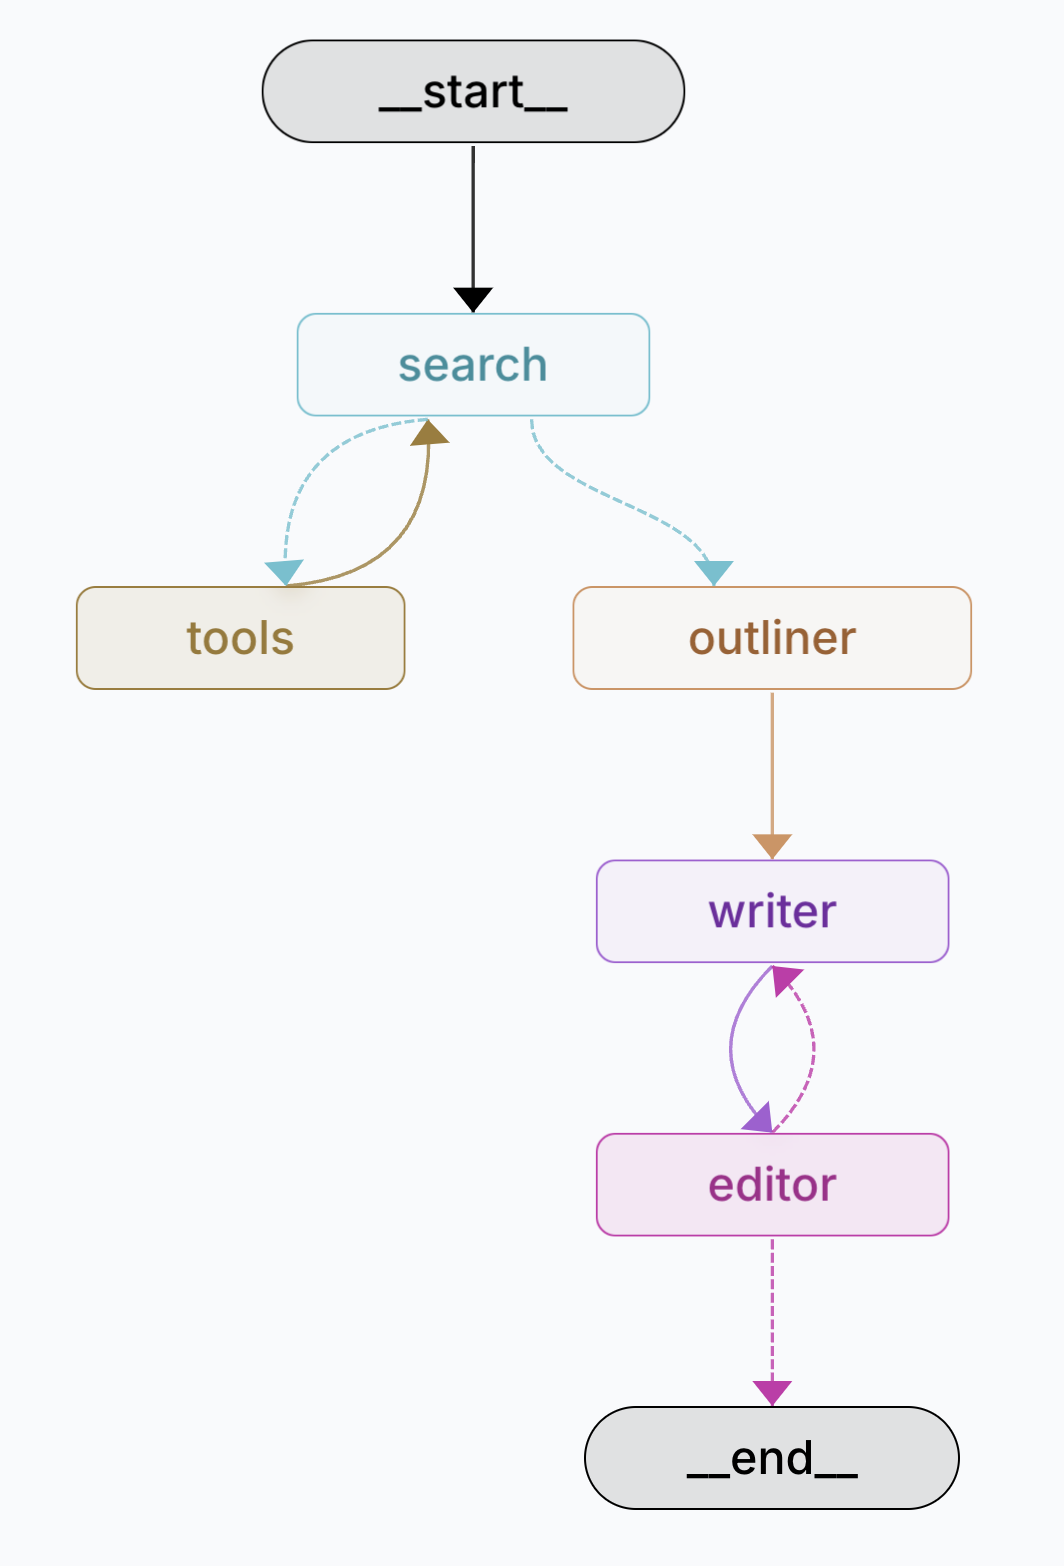 __start__
search
tools
outliner
writer
editor
__end__